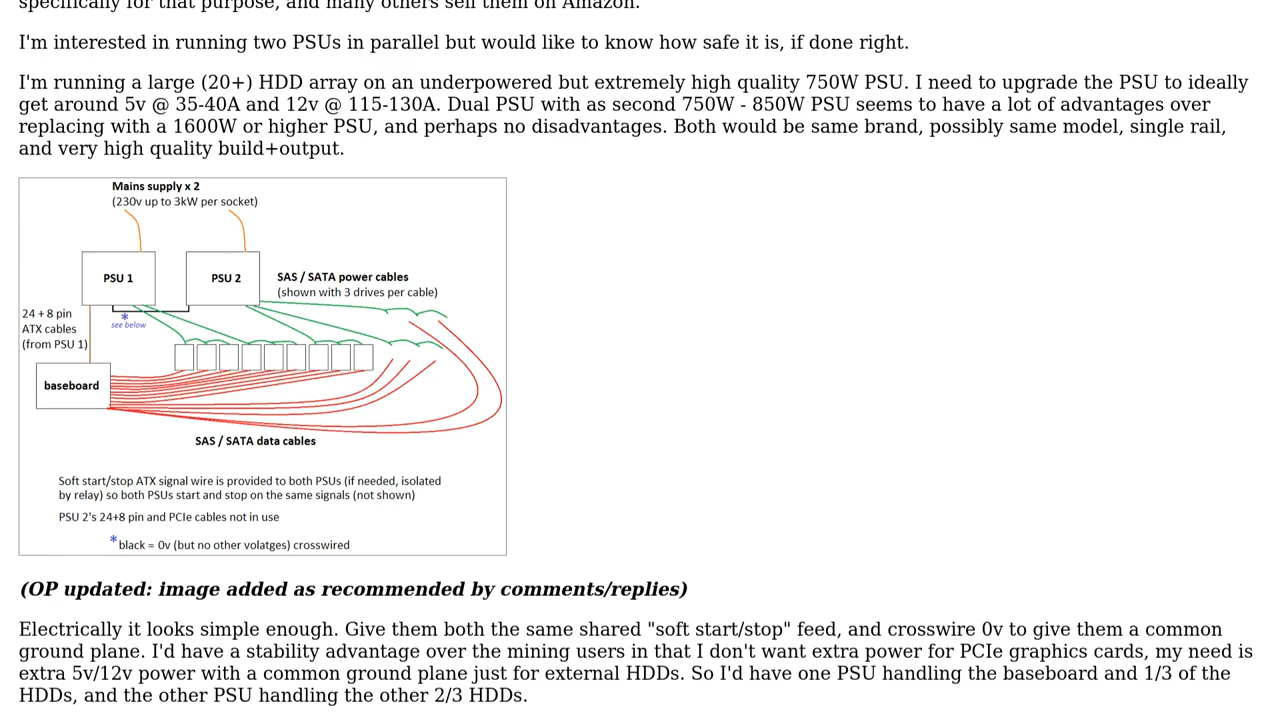 specifically for that purpose, and many others sell them on Amazon.
I'm interested in running two PSUs in parallel but would like to know how safe it is, if done right.
I'm running a large (20+) HDD array on an underpowered but extremely high quality 750W PSU. I need to upgrade the PSU to ideally
get around 5v @ 35-40A and 12v @ 115-130A. Dual PSU with as second 750W - 850W PSU seems to have a lot of advantages over
replacing with a 1600W or higher PSU, and perhaps no disadvantages. Both would be same brand, possibly same model, single rail,
and very high quality build+output.
Mains supply x 2
(230v up to 3kW per socket)
PSU 1
PSU 2
SAS / SATA power cables
(shown with 3 drives per cable)
24 + 8 pin
ATX cables
(from PSU 1)
*
see below
baseboard
SAS / SATA data cables
Soft start/stop ATX signal wire is provided to both PSUs (if needed, isolated
by relay) so both PSUs start and stop on the same signals (not shown)
PSU 2's 24+8 pin and PCIe cables not in use
*black = 0v (but no other volatges) crosswired
(OP updated: image added as recommended by comments/replies)
Electrically it looks simple enough. Give them both the same shared "soft start/stop" feed, and crosswire 0v to give them a common
ground plane. I'd have a stability advantage over the mining users in that I don't want extra power for PCIe graphics cards, my need is
extra 5v/12v power with a common ground plane just for external HDDs. So I'd have one PSU handling the baseboard and 1/3 of the
HDDs, and the other PSU handling the other 2/3 HDDs.